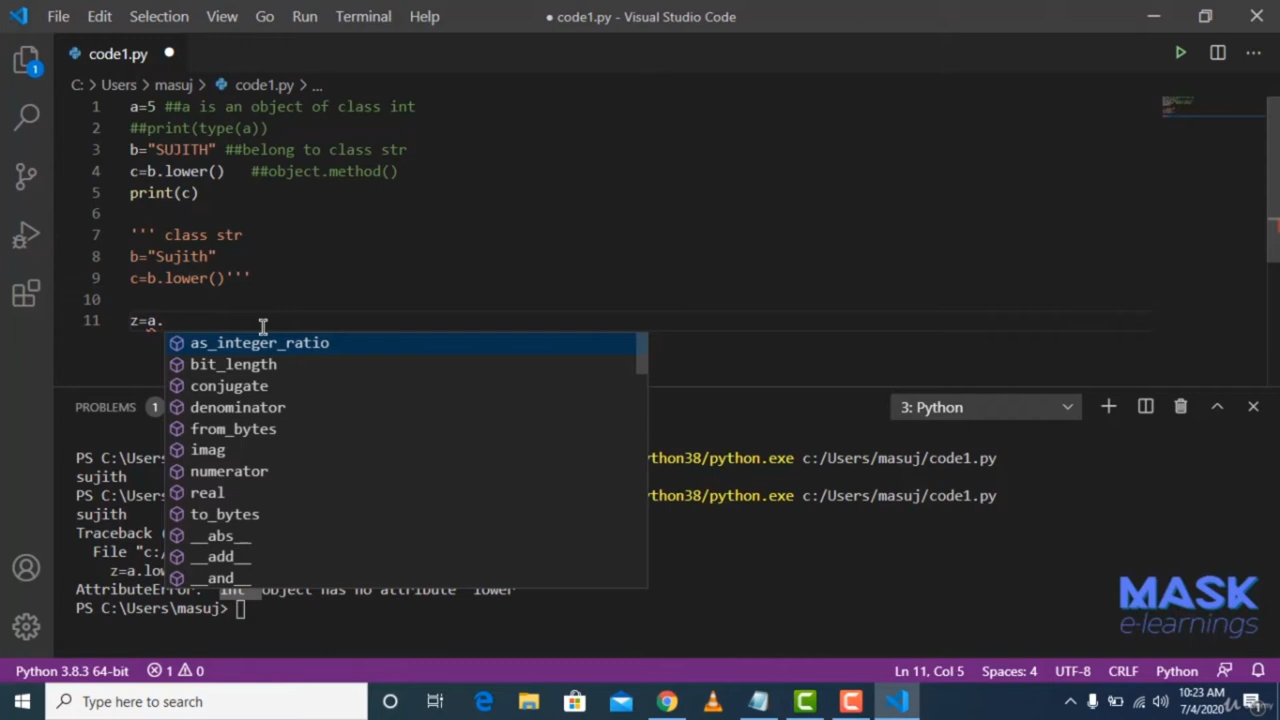 File Edit Selection View Go Run Terminal Help
● code1.py - Visual Studio Code
code1.py
C: > Users > masuj > code1.py > ...
1 a=5 ##a is an object of class int
2 ##print(type(a))
3 b="SUJITH" ##belong to class str
4 c=b.lower() ##object.method()
5 print(c)
6
7 ''' class str
8 b="Sujith"
9 c=b.lower()'''
10
11 z=a.
as_integer_ratio
bit_length
conjugate
denominator
from_bytes
imag
numerator
real
to_bytes
__abs__
__add__
__and__
1
PROBLEMS 1
3: Python
PS C:\Users
thon38/python.exe c:/Users/masuj/code1.py
sujith
PS C:\Users
thon38/python.exe c:/Users/masuj/code1.py
sujith
Traceback (
File "c:/
z=a.low
AttributeError: 'int' object has no attribute 'lower'
PS C:\Users\masuj>
MASK
e-learnings
Python 3.8.3 64-bit 1 0
Ln 11, Col 5 Spaces: 4 UTF-8 CRLF Python
Type here to search
10:23 AM
7/4/2020